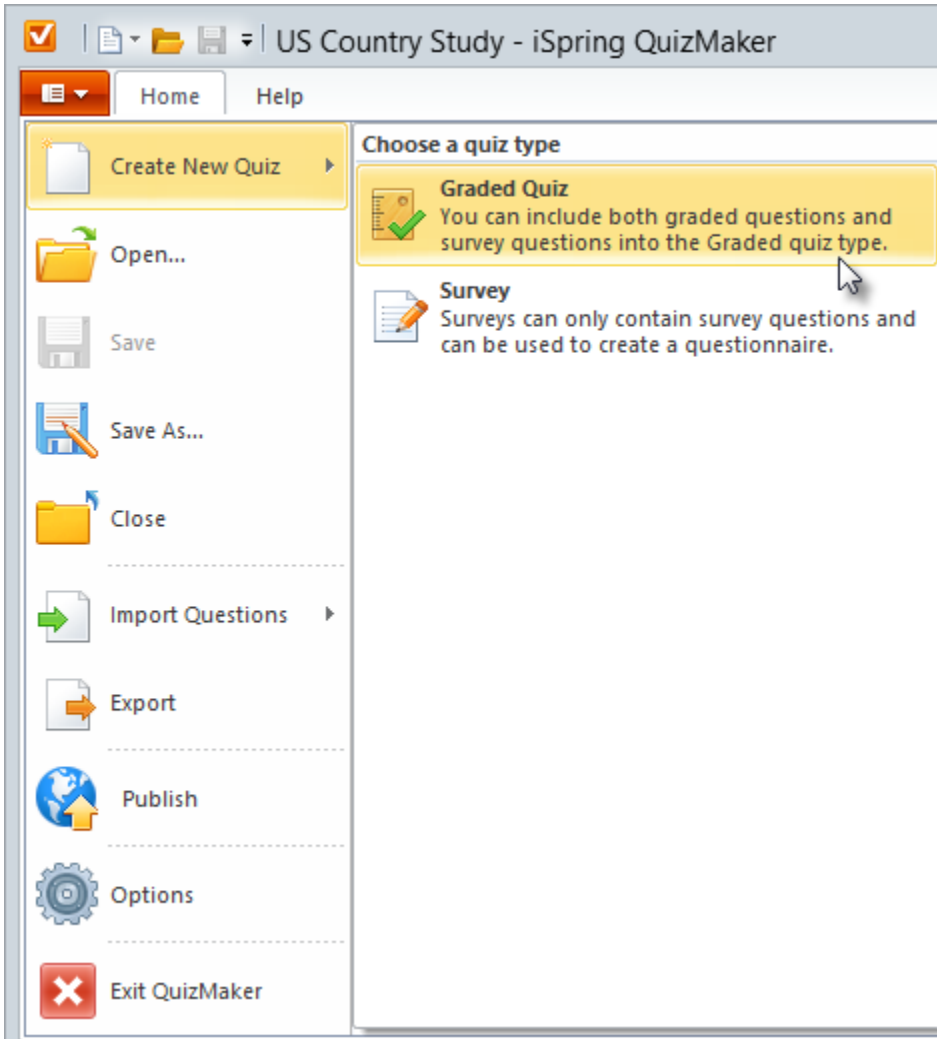 US Country Study - iSpring QuizMaker
Home Help
Create New Quiz
Open...
Save
Save As...
Close
Import Questions
Export
Publish
Options
Exit QuizMaker
Choose a quiz type
Graded Quiz
You can include both graded questions and
survey questions into the Graded quiz type.
Survey
Surveys can only contain survey questions and
can be used to create a questionnaire.